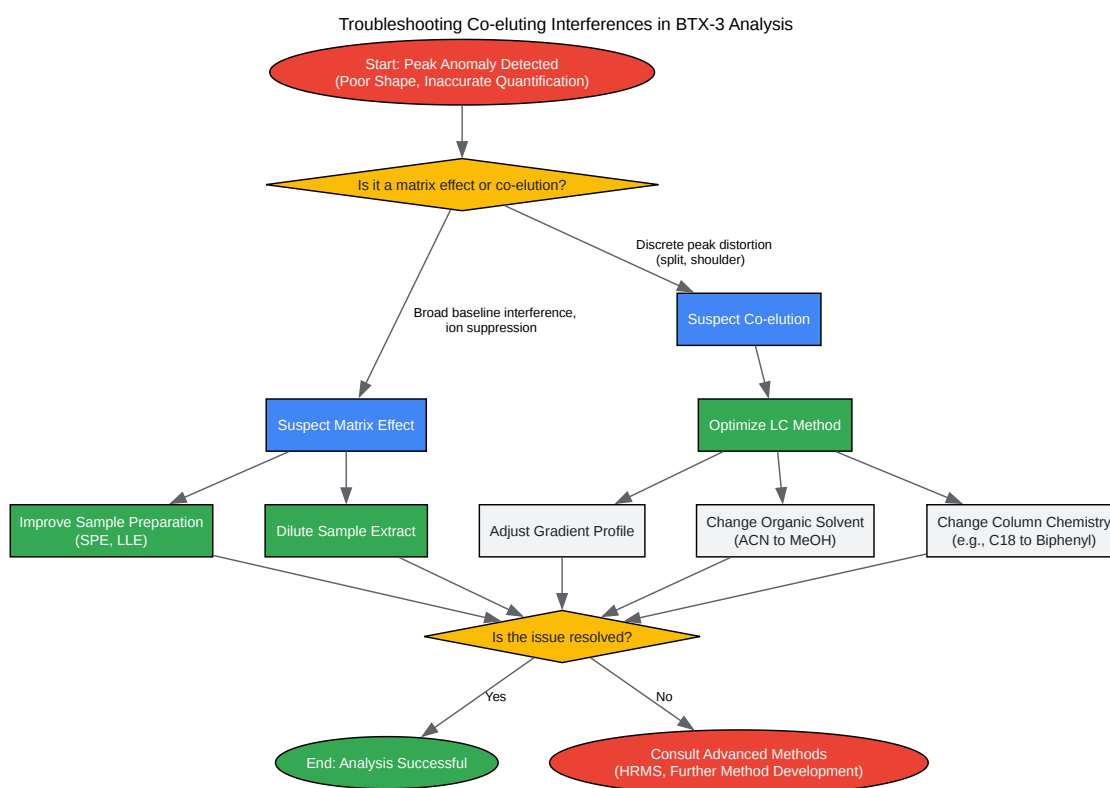 Troubleshooting Co-eluting Interferences in BTX-3 Analysis
Start: Peak Anomaly Detected
(Poor Shape, Inaccurate Quantification)
Is it a matrix effect or co-elution?
Discrete peak distortion
(split, shoulder)
Broad baseline interference,
ion suppression
Suspect Co-elution
Suspect Matrix Effect
Optimize LC Method
Improve Sample Preparation
(SPE, LLE)
Dilute Sample Extract
Adjust Gradient Profile
Change Organic Solvent
(ACN to MeOH)
Change Column Chemistry
(e.g., C18 to Biphenyl)
Is the issue resolved?
Yes
No
End: Analysis Successful
Consult Advanced Methods
(HRMS, Further Method Development)